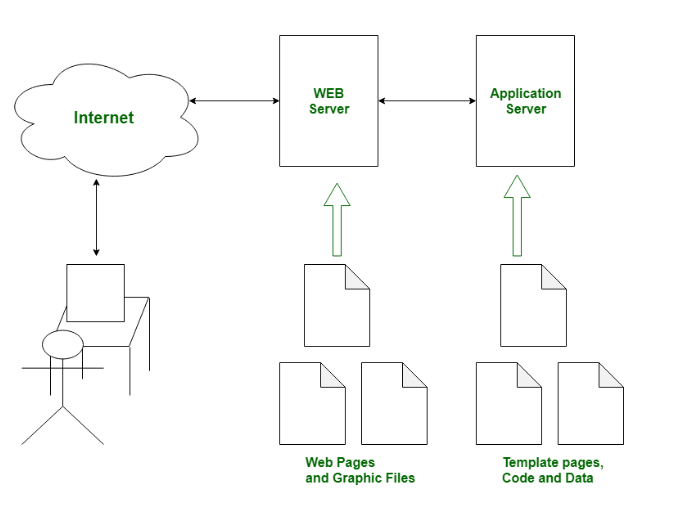 Internet
WEB
Server
Application
Server
Web Pages
and Graphic Files
Template pages,
Code and Data